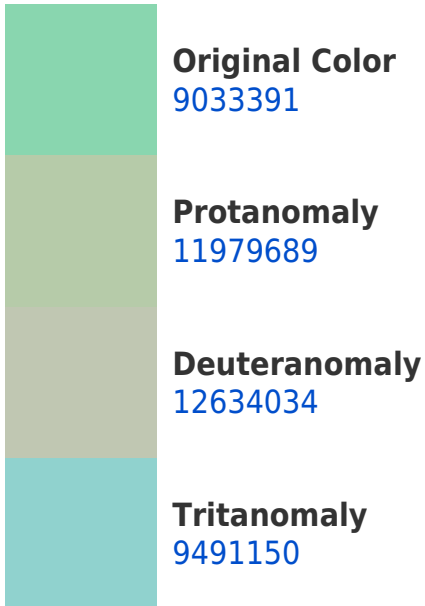 Original Color
9033391
Protanomaly
11979689
Deuteranomaly
12634034
Tritanomaly
9491150